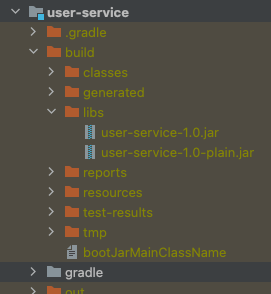 user-service
.gradle
build
classes
generated
libs
user-service-1.0.jar
user-service-1.0-plain.jar
reports
resources
test-results
tmp
bootJarMainClassName
gradle
out